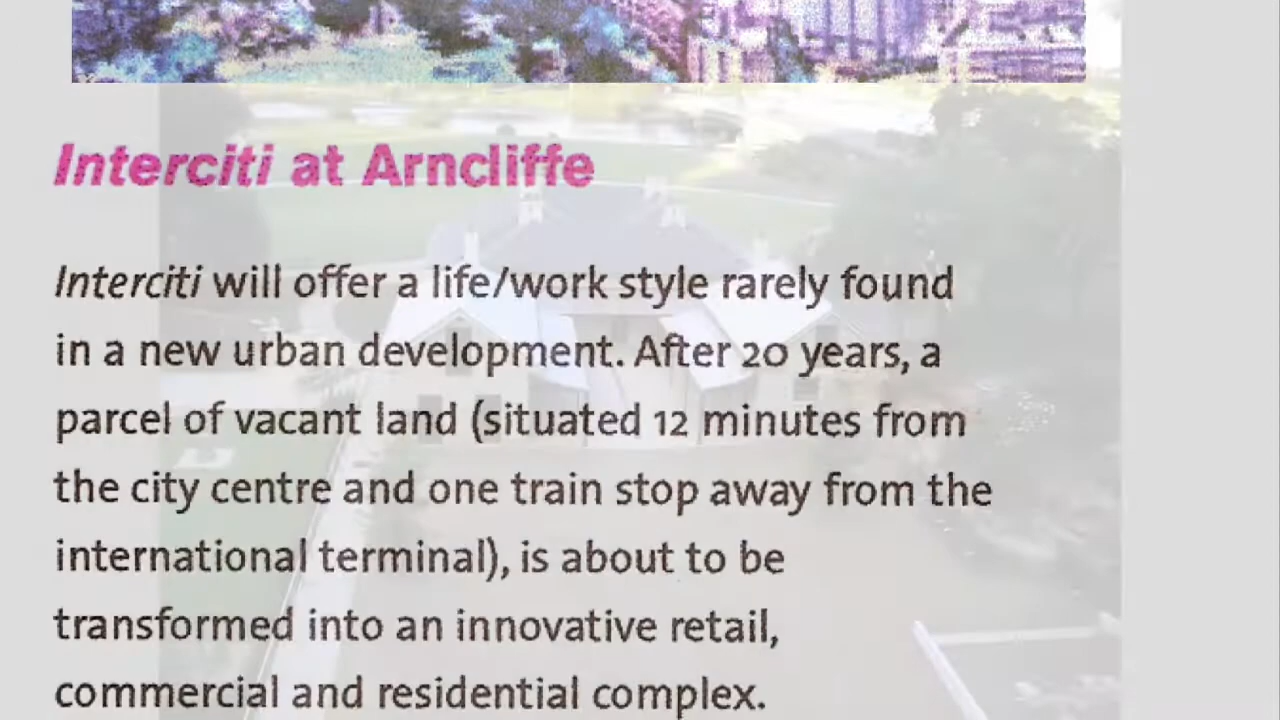 Interciti at Arncliffe
Interciti will offer a life/work style rarely found
in a new urban development. After 20 years, a
parcel of vacant land (situated 12 minutes from
the city centre and one train stop away from the
international terminal), is about to be
transformed into an innovative retail,
commercial and residential complex.